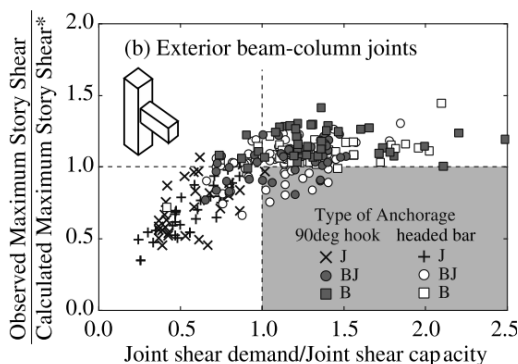 Observed Maximum Story Shear
Calculated Maximum Story Shear*
(b) Exterior beam-column joints
2.0
1.5
1.0
0.5
0.0
Type of Anchorage
90deg hook headed bar
J J
BJ BJ
B B
0.0 0.5 1.0 1.5 2.0 2.5
Joint shear demand/Joint shear capacity